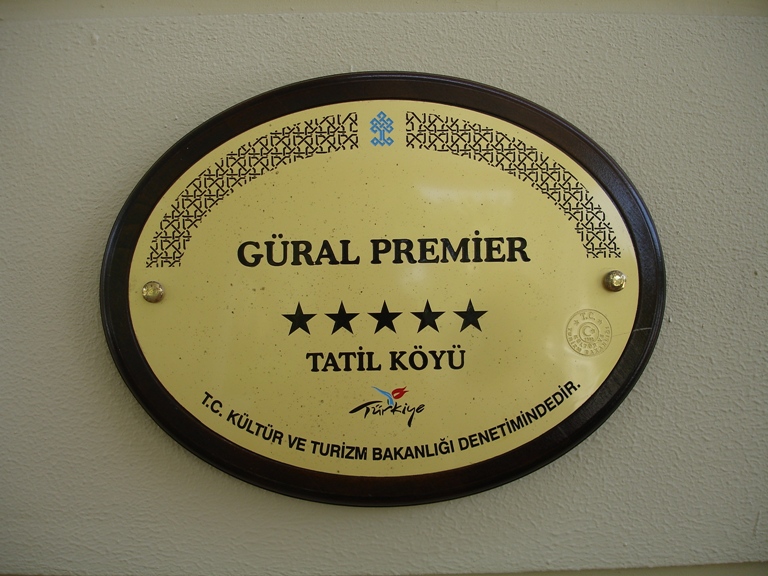 GÜRAL PREMİER
★★★★★
TATİL KÖYÜ
Türkiye
T.C. KÜLTÜR VE TURİZM BAKANLIĞI DENETİMİNDEDİR.